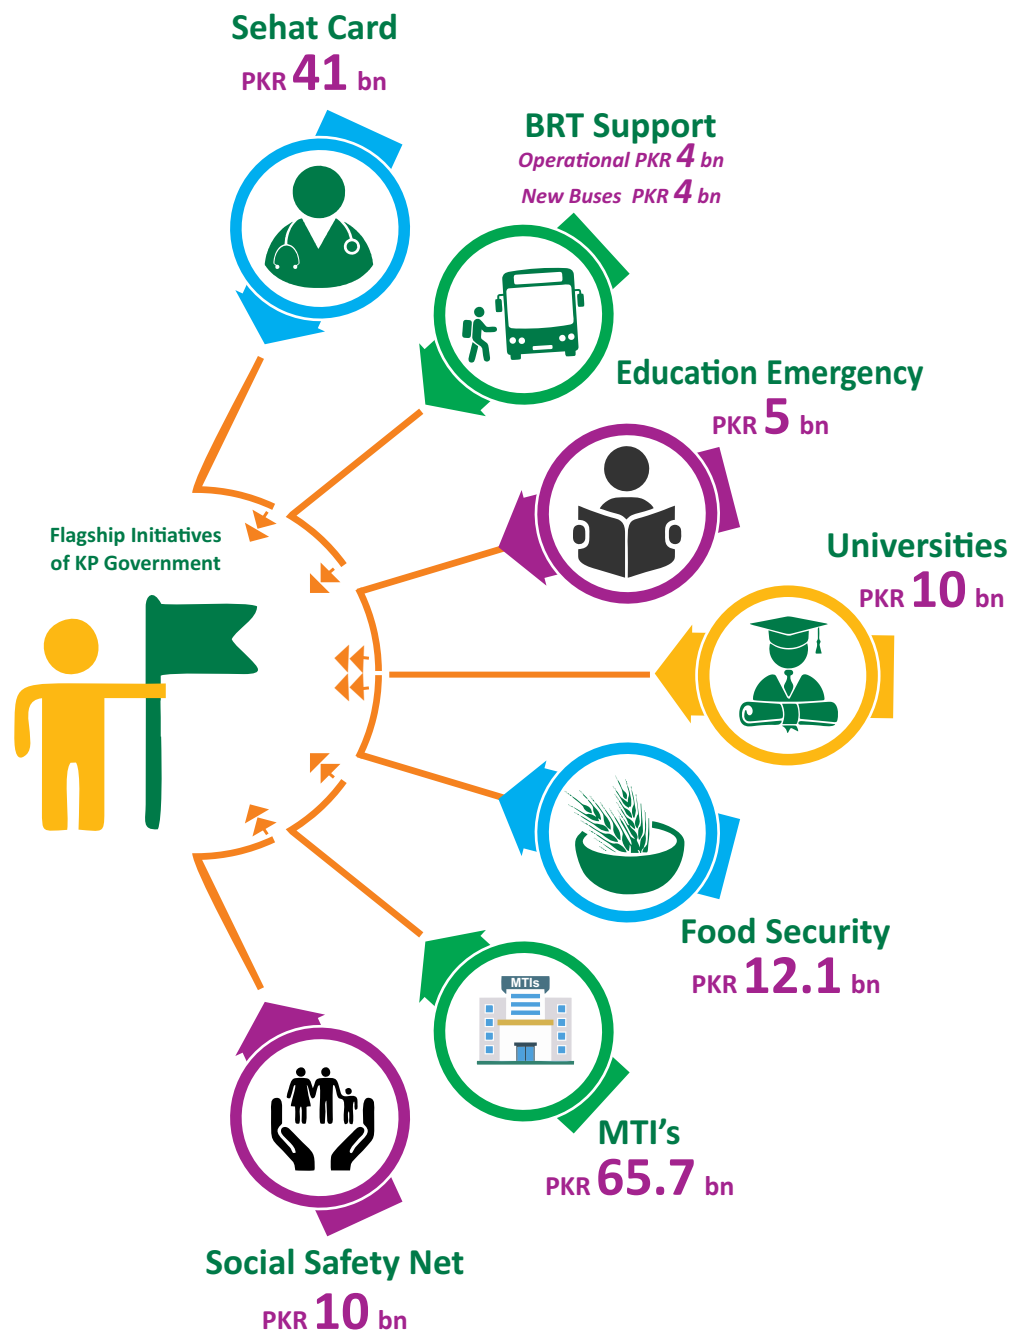 Sehat Card
PKR 41 bn
BRT Support
Operational PKR 4 bn
New Buses PKR 4 bn
Education Emergency
PKR 5 bn
Flagship Initiatives
of KP Government
Universities
PKR 10 bn
Food Security
PKR 12.1 bn
MTIs
MTI's
PKR 65.7 bn
Social Safety Net
PKR 10 bn